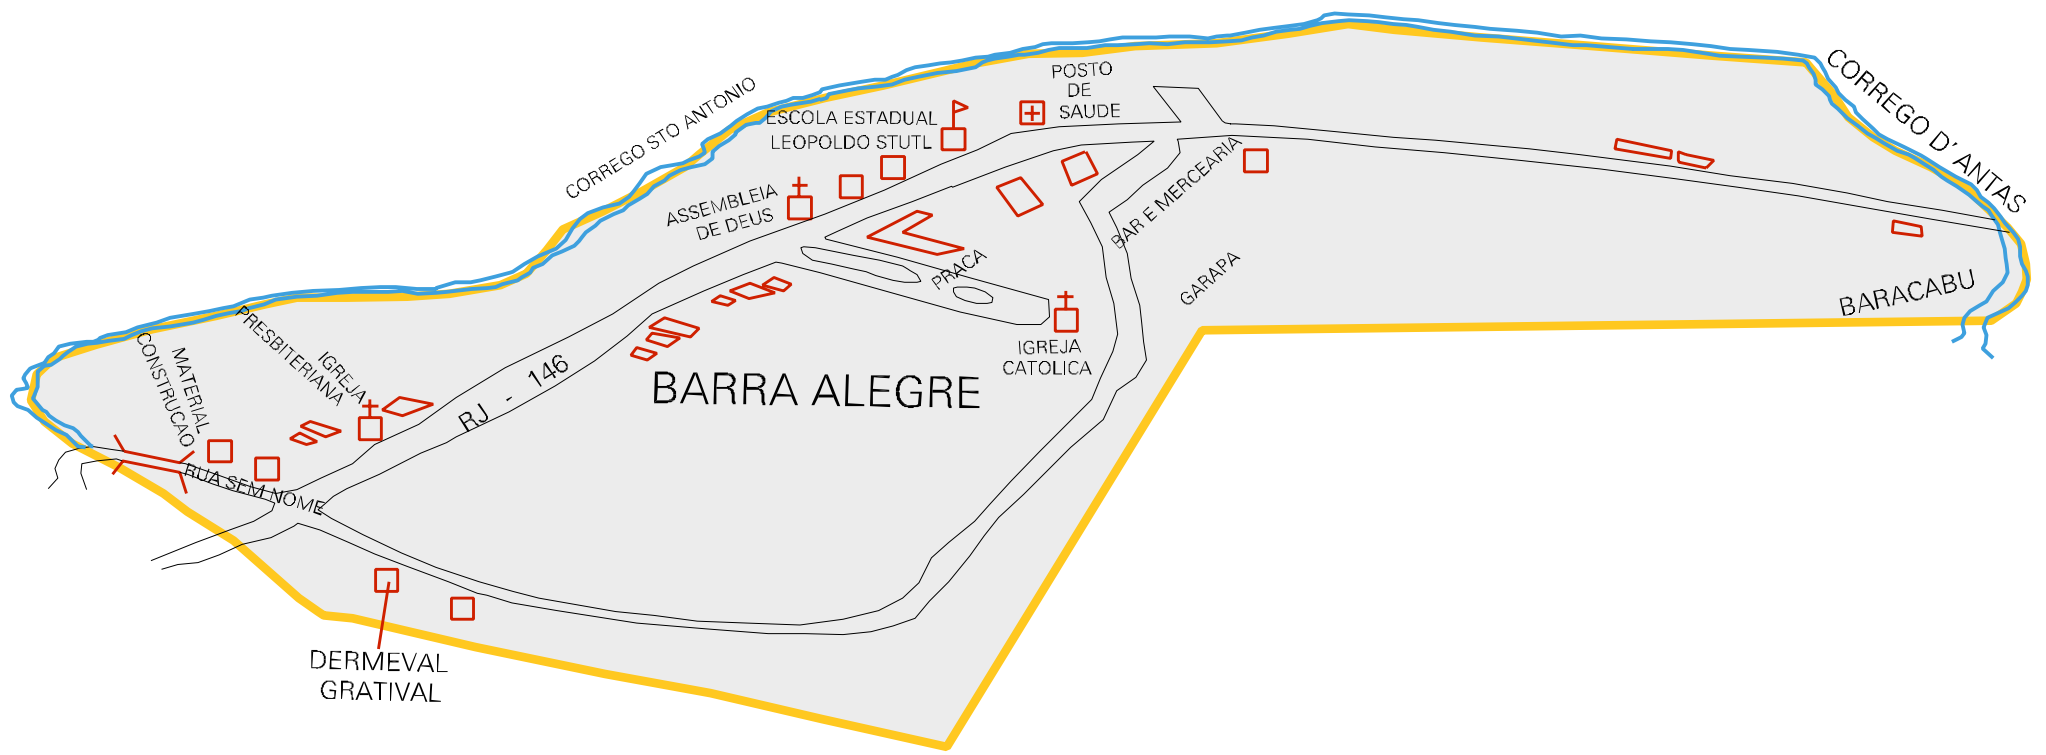 CORREGO STO ANTONIO
POSTO
DE
SAUDE
ESCOLA ESTADUAL
LEOPOLDO STUTL
CORREGO D'ANTAS
ASSEMBLEIA
DE DEUS
BAR E MERCEARIA
PRACA
GARAPA
BARACABU
IGREJA
PRESBITERIANA
MATERIAL
CONSTRUCAO
IGREJA
CATOLICA
RJ - 146
BARRA ALEGRE
RUA SEM NOME
DERMEVAL
GRATIVAL